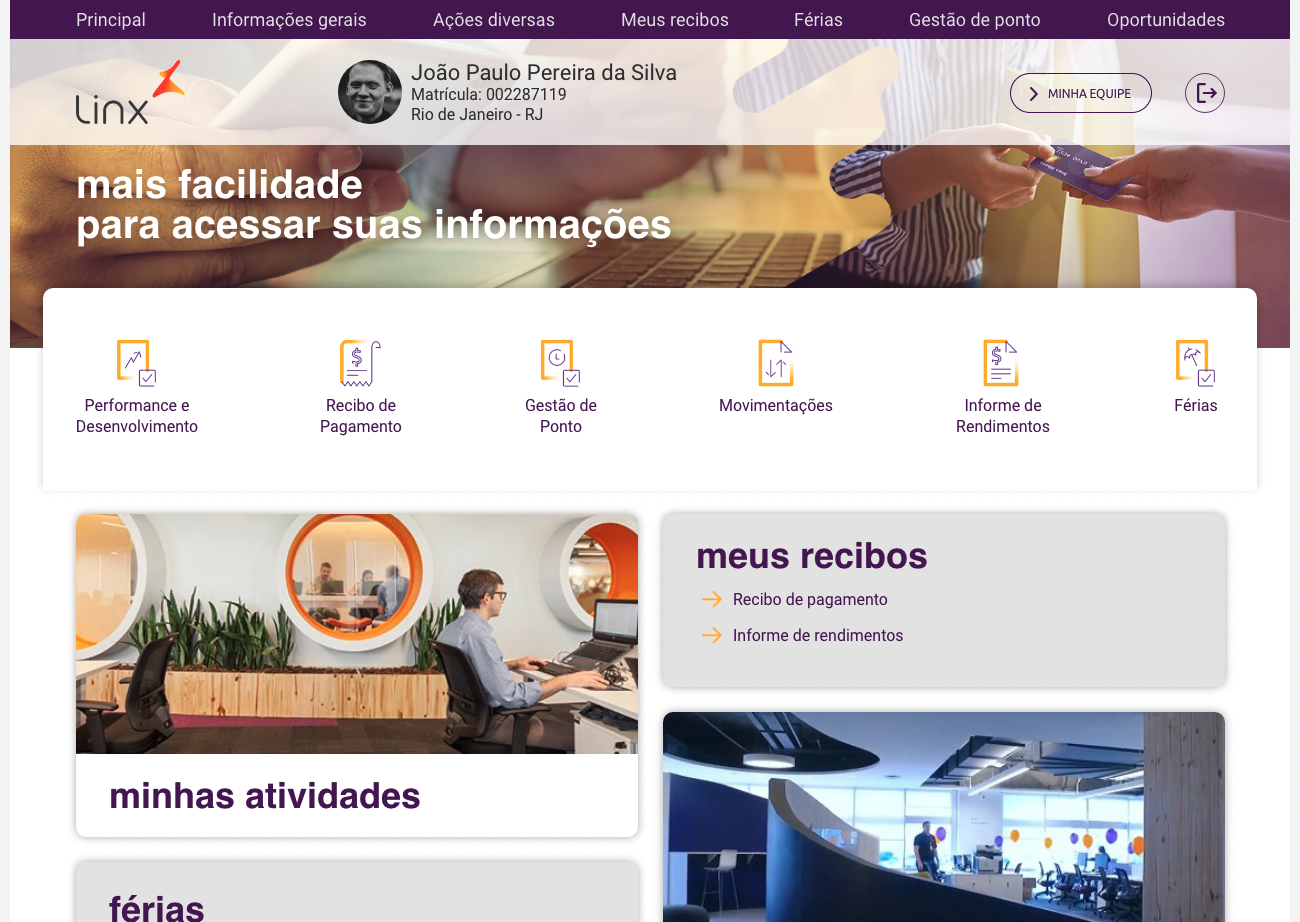 Principal Informações gerais Ações diversas Meus recibos Férias Gestão de ponto Oportunidades
Linx
João Paulo Pereira da Silva
Matrícula: 002287119
Rio de Janeiro - RJ
MINHA EQUIPE
mais facilidade
para acessar suas informações
Performance e
Desenvolvimento
Recibo de
Pagamento
Gestão de
Ponto
Movimentações
Informe de
Rendimentos
Férias
meus recibos
Recibo de pagamento
Informe de rendimentos
minhas atividades
férias